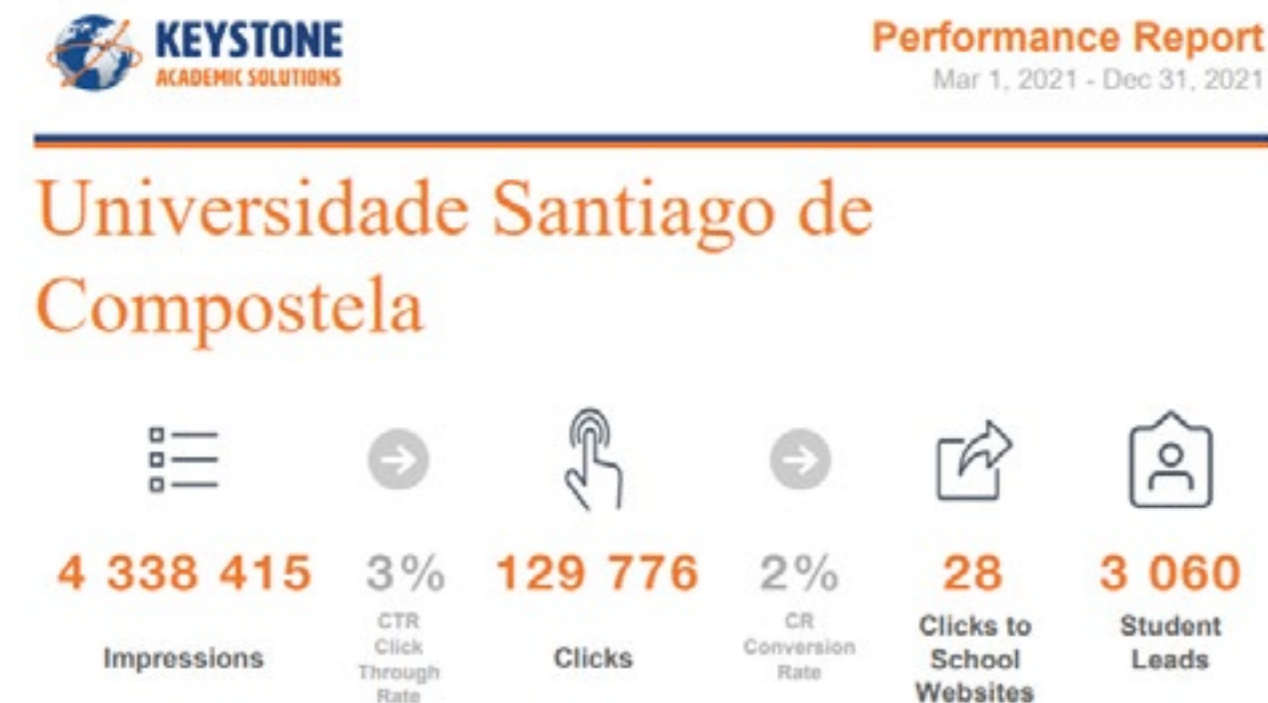 KEYSTONE
ACADEMIC SOLUTIONS
Performance Report
Mar 1, 2021 - Dec 31, 2021
Universidade Santiago de
Compostela
4 338 415
Impressions
3%
CTR
Click
Through
Rate
129 776
Clicks
2%
CR
Conversion
Rate
28
Clicks to
School
Websites
3 060
Student
Leads